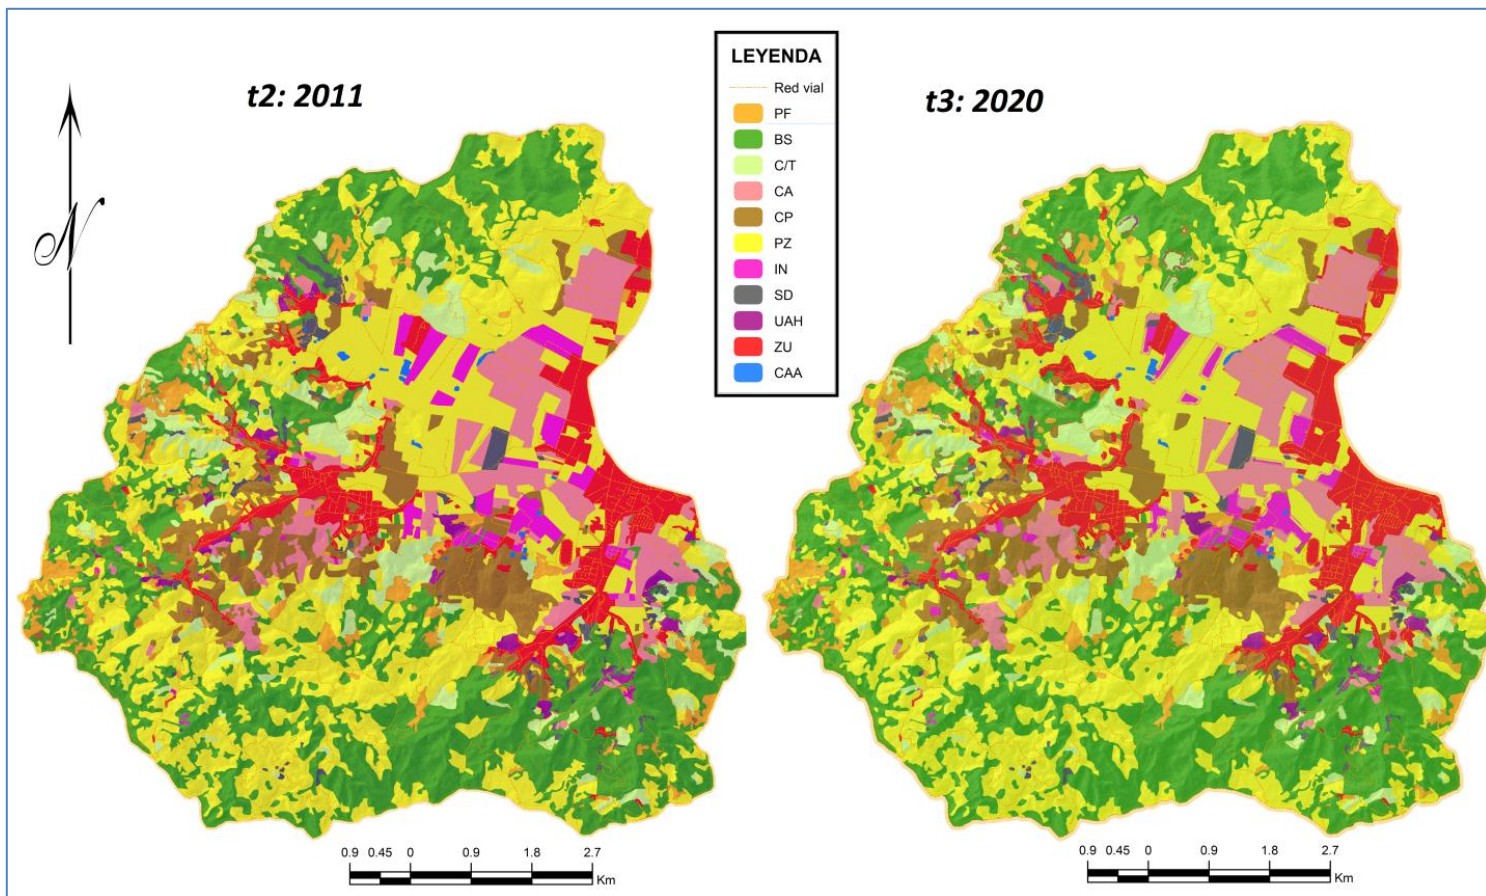 LEYENDA
t2: 2011
t3: 2020
Red vial
PF
BS
C/T
CA
CP
PZ
IN
SD
UAH
ZU
CAA
N
0.9 0.45 0 0.9 1.8 2.7
Km
0.9 0.45 0 0.9 1.8 2.7
Km